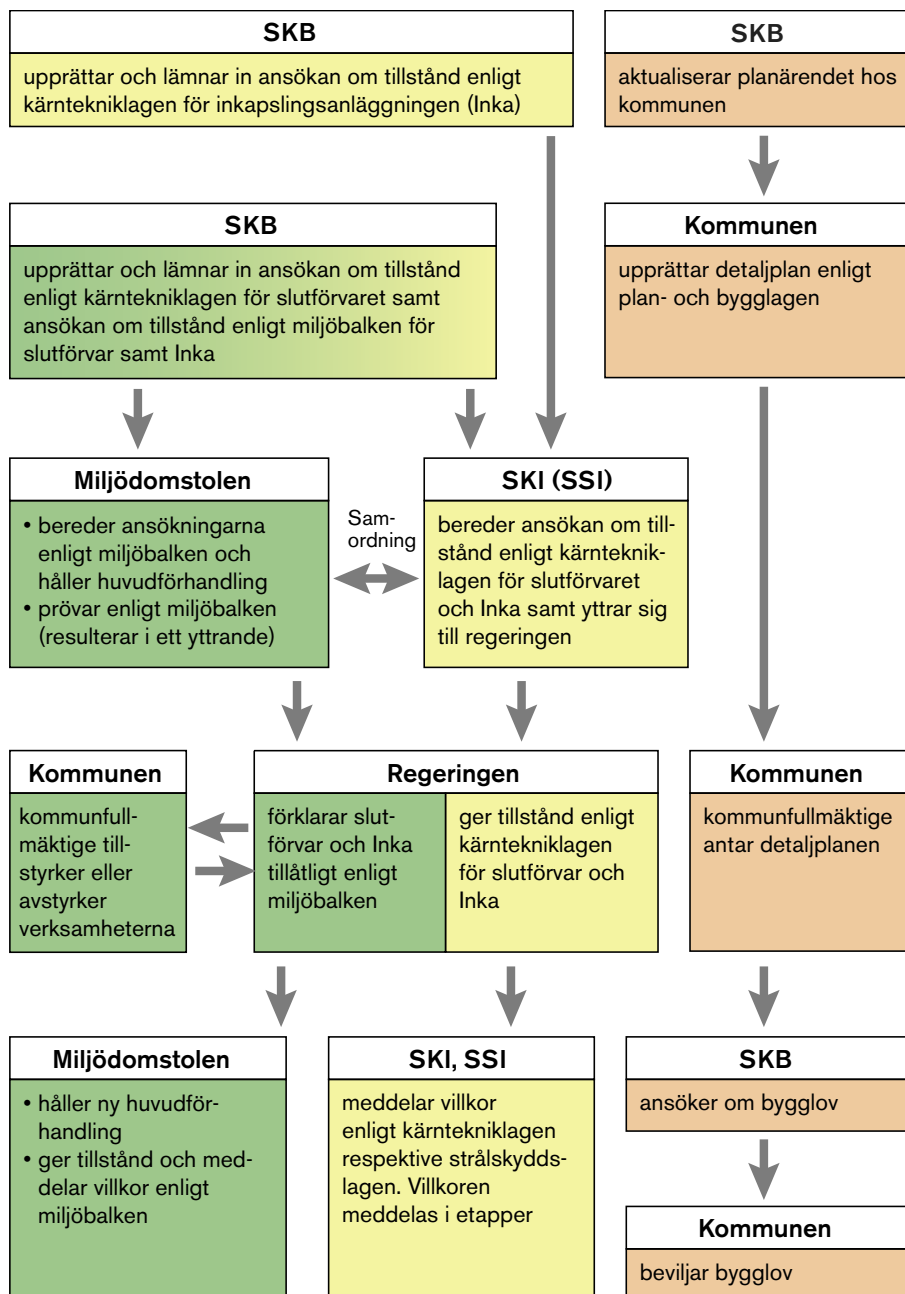 SKB
upprättar och lämnar in ansökan om tillstånd enligt
kärntekniklagen för inkapslingsanläggningen (Inka)
SKB
aktualiserar planärendet hos
kommunen
SKB
upprättar och lämnar in ansökan om tillstånd
enligt kärntekniklagen för slutförvaret samt
ansökan om tillstånd enligt miljöbalken för
slutförvar samt Inka
Kommunen
upprättar detaljplan enligt
plan- och bygglagen
Miljödomstolen
• bereder ansökningarna
enligt miljöbalken och
håller huvudförhandling
• prövar enligt miljöbalken
(resulterar i ett yttrande)
Sam-
ordning
SKI (SSI)
bereder ansökan om till-
stånd enligt kärnteknik-
lagen för slutförvaret
och Inka samt yttrar sig
till regeringen
Kommunen
kommunfull-
mäktige till-
styrker eller
avstyrker
verksamheterna
Regeringen
förklarar slut-
förvar och Inka
tillåtligt enligt
miljöbalken
ger tillstånd enligt
kärntekniklagen
för slutförvar och
Inka
Kommunen
kommunfullmäktige
antar detaljplanen
Miljödomstolen
• håller ny huvudför-
handling
• ger tillstånd och med-
delar villkor enligt
miljöbalken
SKI, SSI
meddelar villkor
enligt kärntekniklagen
respektive strålskydds-
lagen. Villkoren
meddelas i etapper
SKB
ansöker om bygglov
Kommunen
beviljar bygglov